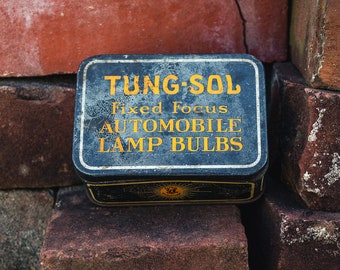 TUNG-SOL
Fixed Focus
AUTOMOBILE
LAMP BULBS